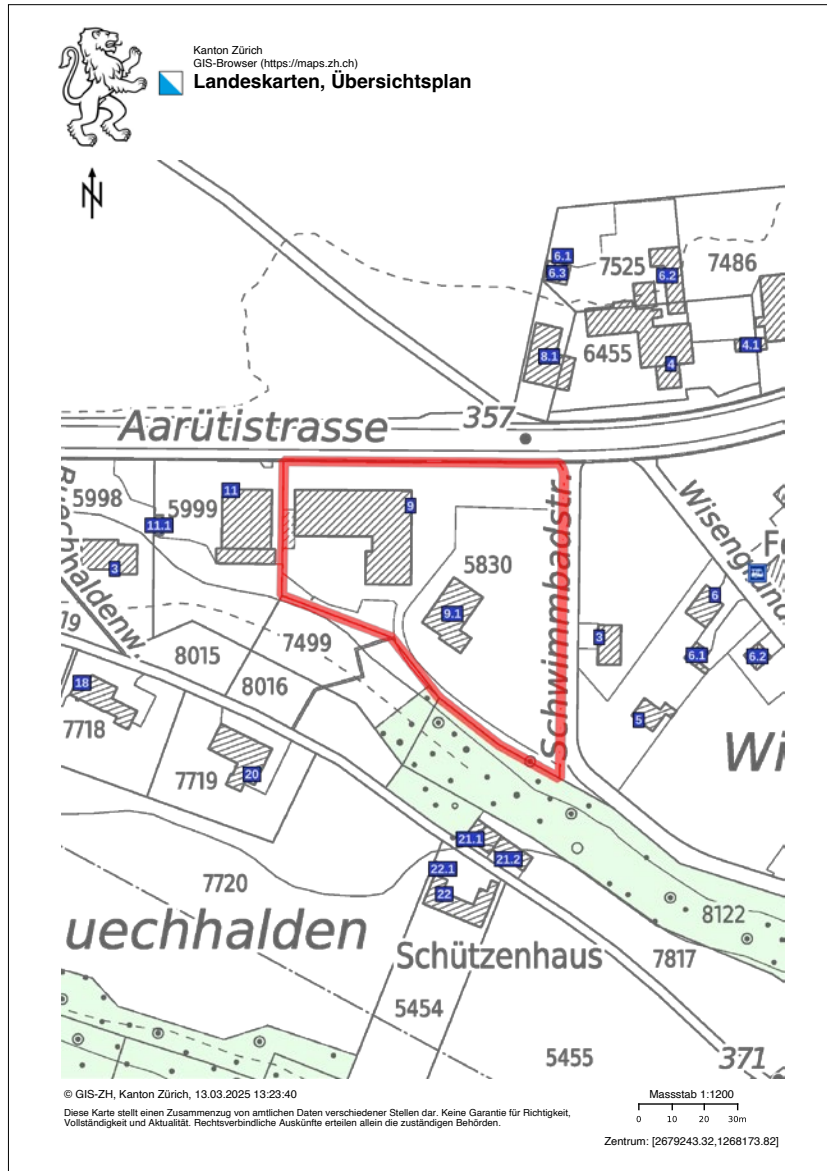 Kanton Zürich
GIS-Browser (https://maps.zh.ch)
Landeskarten, Übersichtsplan
N
6.1
6.3
7525
6.2
7486
8.1
6455
4
4.1
357
Aarütistrasse
5998
5999
11
11.1
9
3
5830
9.1
Schwimmbadstr.
6
3
6.1
6.2
5
8015
7499
8016
18
7718
7719
20
21.1
21.2
22.1
22
7720
8122
uechhalden
Schützenhaus
7817
5454
5455
371
© GIS-ZH, Kanton Zürich, 13.03.2025 13:23:40
Diese Karte stellt einen Zusammenzug von amtlichen Daten verschiedener Stellen dar. Keine Garantie für Richtigkeit,
Vollständigkeit und Aktualität. Rechtsverbindliche Auskünfte erteilen allein die zuständigen Behörden.
Massstab 1:1200
0 10 20 30m
Zentrum: [2679243.32,1268173.82]